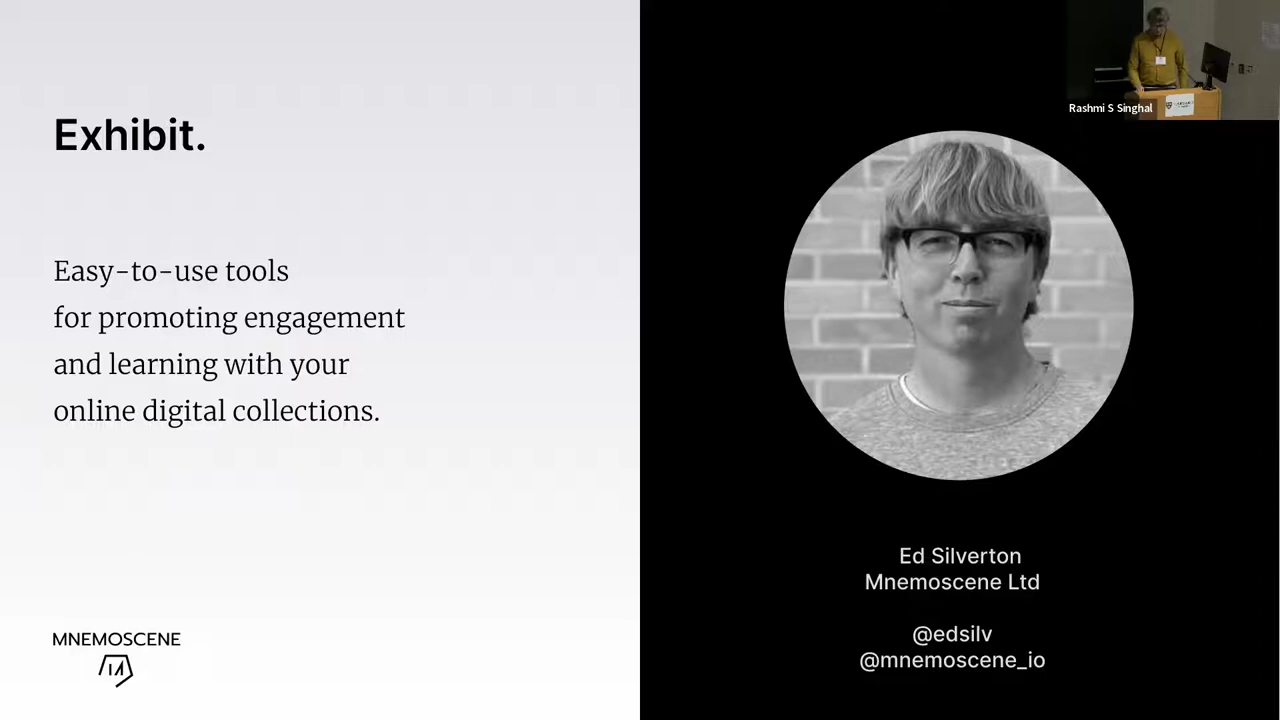 Exhibit.
Easy-to-use tools
for promoting engagement
and learning with your
online digital collections.
MNEMOSCENE
Rashmi S Singhal
Ed Silverton
Mnemoscene Ltd
@edsilv
@mnemoscene_io